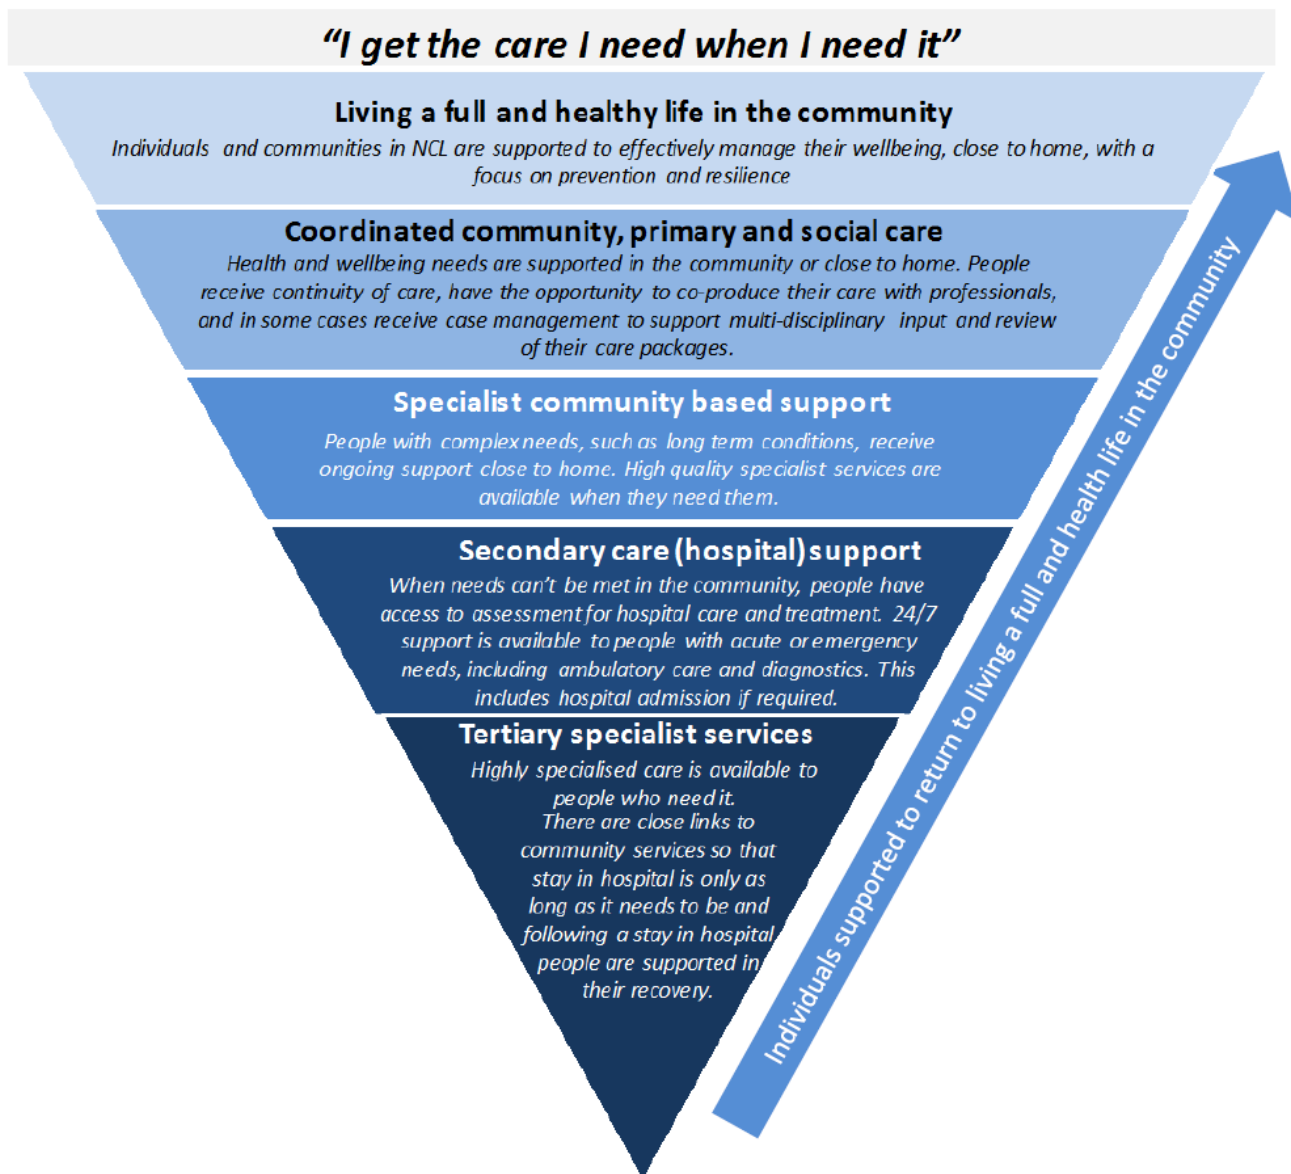 “I get the care I need when I need it”
Living a full and healthy life in the community
Individuals and communities in NCL are supported to effectively manage their wellbeing, close to home, with a
focus on prevention and resilience
Coordinated community, primary and social care
Health and wellbeing needs are supported in the community or close to home. People
receive continuity of care, have the opportunity to co-produce their care with professionals,
and in some cases receive case management to support multi-disciplinary input and review
of their care packages.
Specialist community based support
People with complex needs, such as long term conditions, receive
ongoing support close to home. High quality specialist services are
available when they need them.
Secondary care (hospital) support
When needs can’t be met in the community, people have
access to assessment for hospital care and treatment. 24/7
support is available to people with acute or emergency
needs, including ambulatory care and diagnostics. This
includes hospital admission if required.
Tertiary specialist services
Highly specialised care is available to
people who need it.
There are close links to
community services so that
stay in hospital is only as
long as it needs to be and
following a stay in hospital
people are supported in
their recovery.
Individuals supported to return to living a full and health life in the community